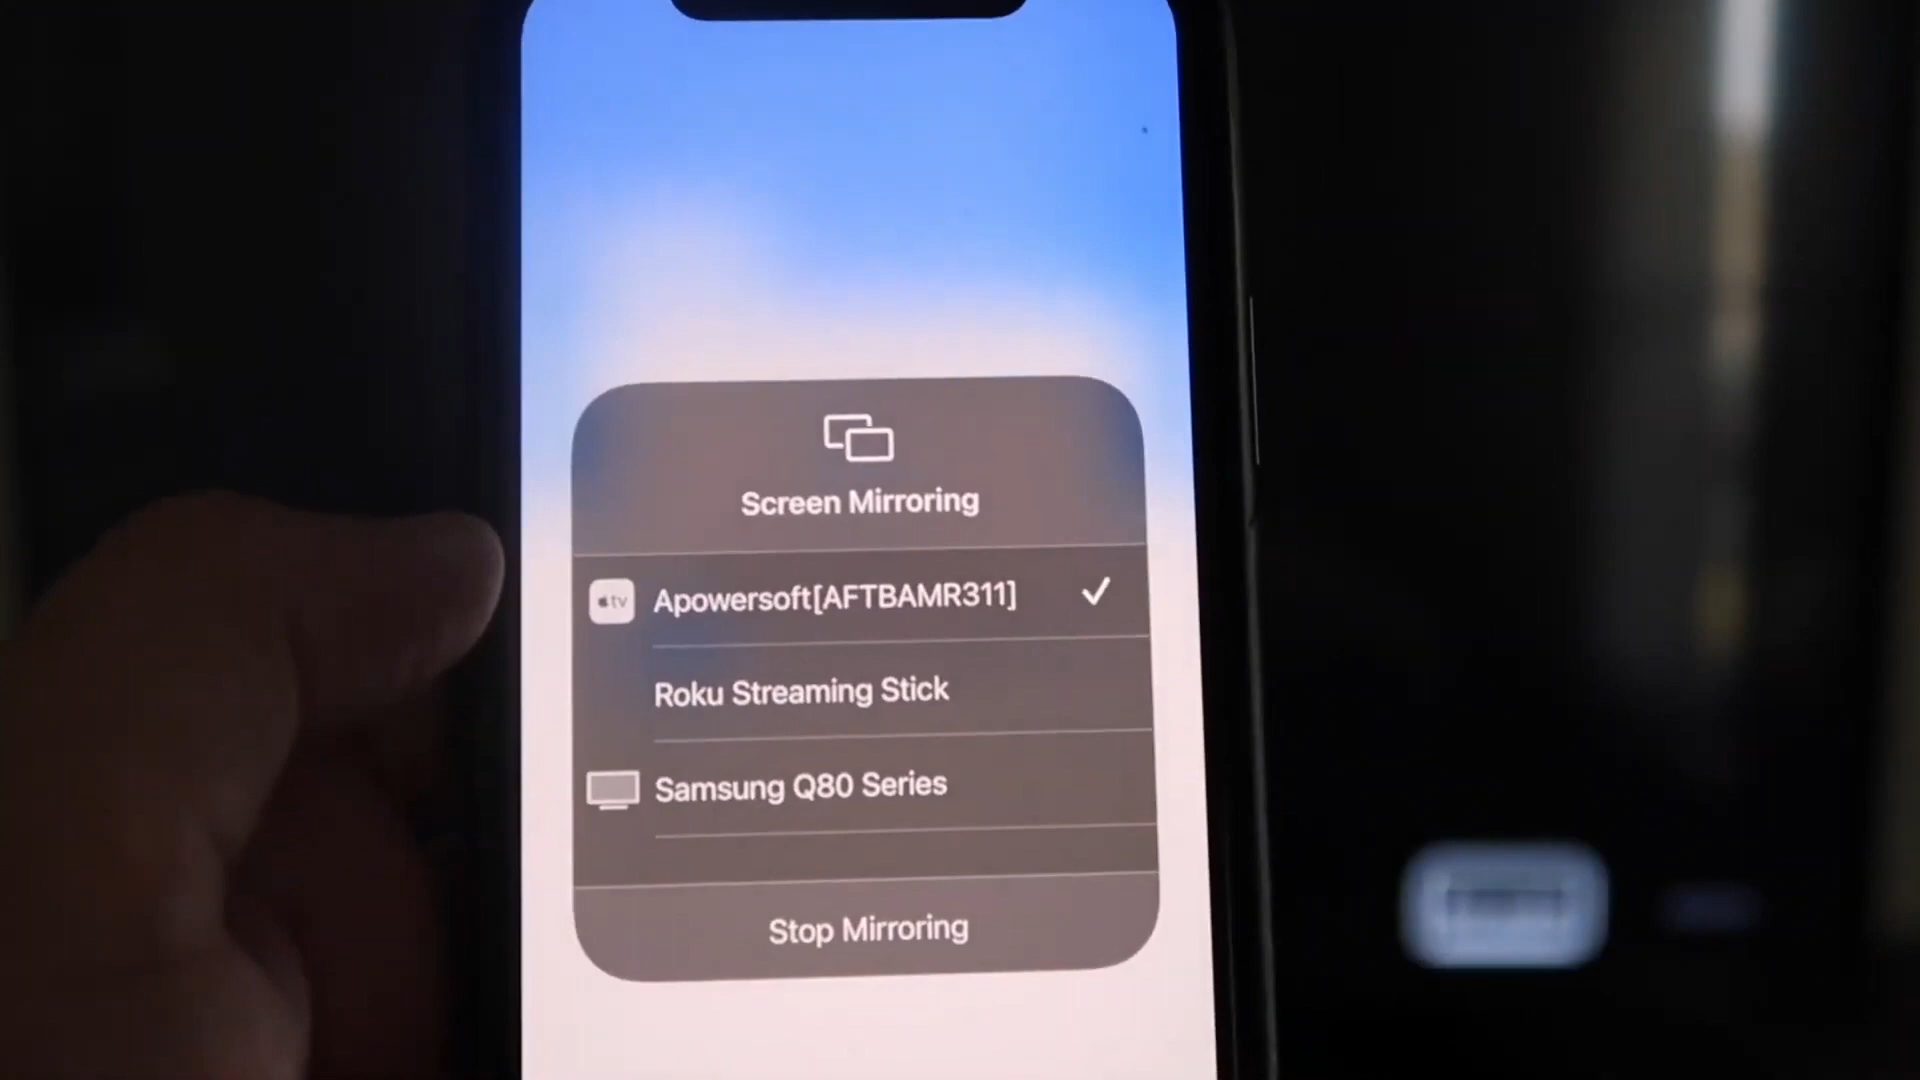 Screen Mirroring
tv
Apowersoft[AFTBAMR311]
Roku Streaming Stick
Samsung Q80 Series
Stop Mirroring